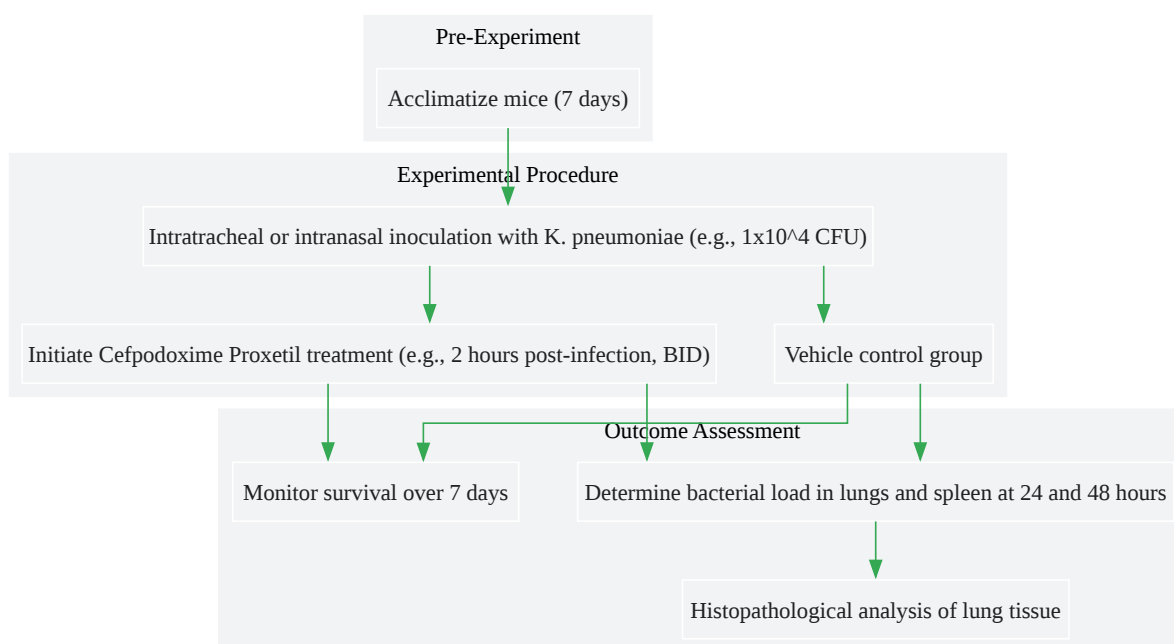 Pre-Experiment
Acclimatize mice (7 days)
Experimental Procedure
Intratracheal or intranasal inoculation with K. pneumoniae (e.g., 1x10^4 CFU)
Initiate Cefpodoxime Proxetil treatment (e.g., 2 hours post-infection, BID)
Vehicle control group
Outcome Assessment
Monitor survival over 7 days
Determine bacterial load in lungs and spleen at 24 and 48 hours
Histopathological analysis of lung tissue